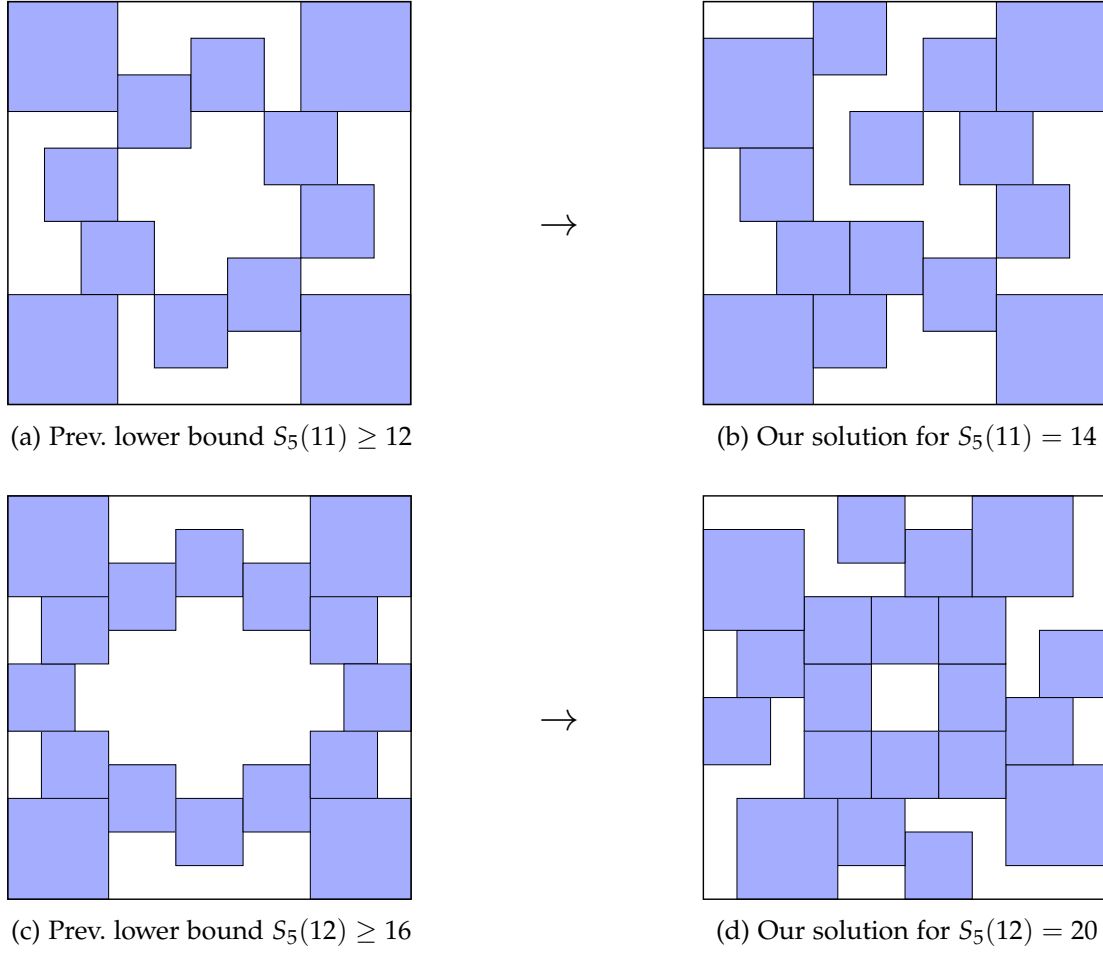 →
(a) Prev. lower bound S₅(11) ≥ 12
(b) Our solution for S₅(11) = 14
→
(c) Prev. lower bound S₅(12) ≥ 16
(d) Our solution for S₅(12) = 20